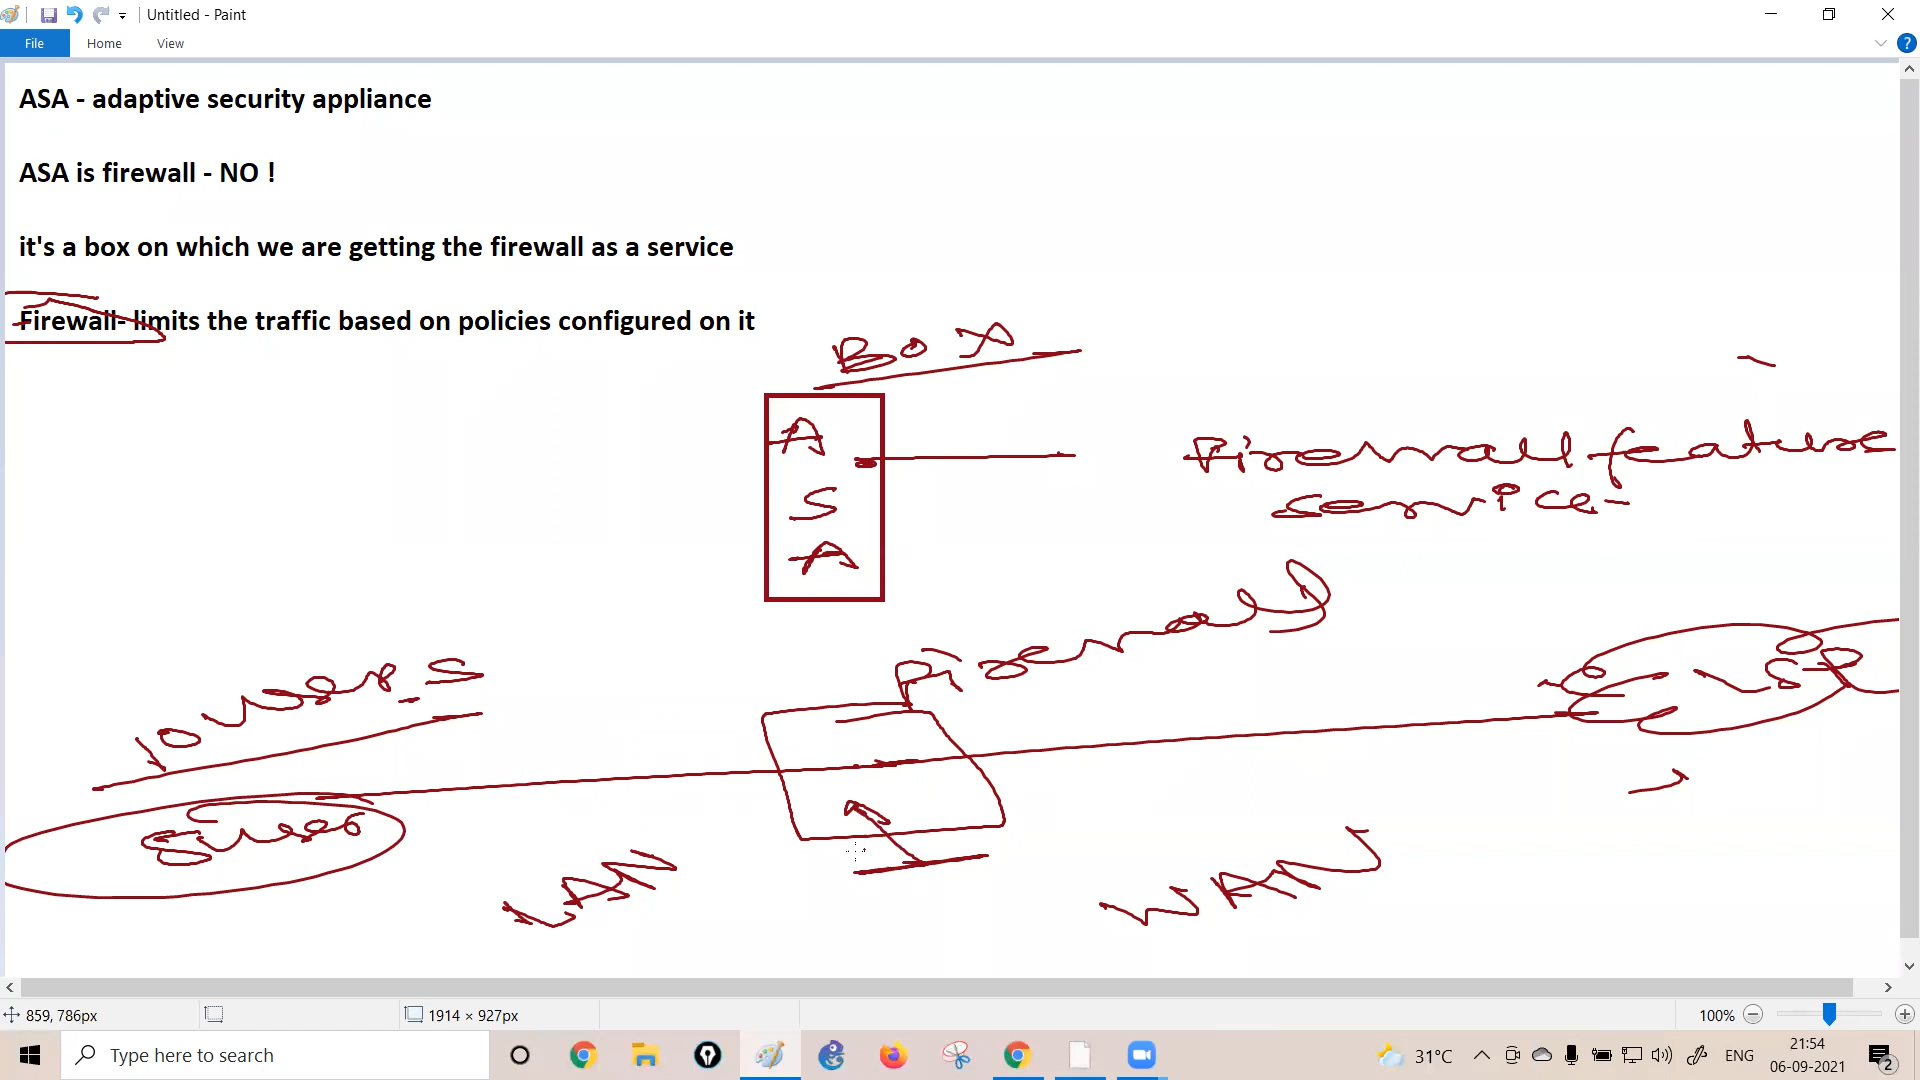 Untitled - Paint
File Home View
ASA - adaptive security appliance
ASA is firewall - NO !
it's a box on which we are getting the firewall as a service
Firewall- limits the traffic based on policies configured on it
Box
A
S
A
Firewall feature
service-
Firewall
10 users
LAN
WAN
859, 786px
1914 × 927px
100%
Type here to search
31°C
ENG
21:54
06-09-2021
2